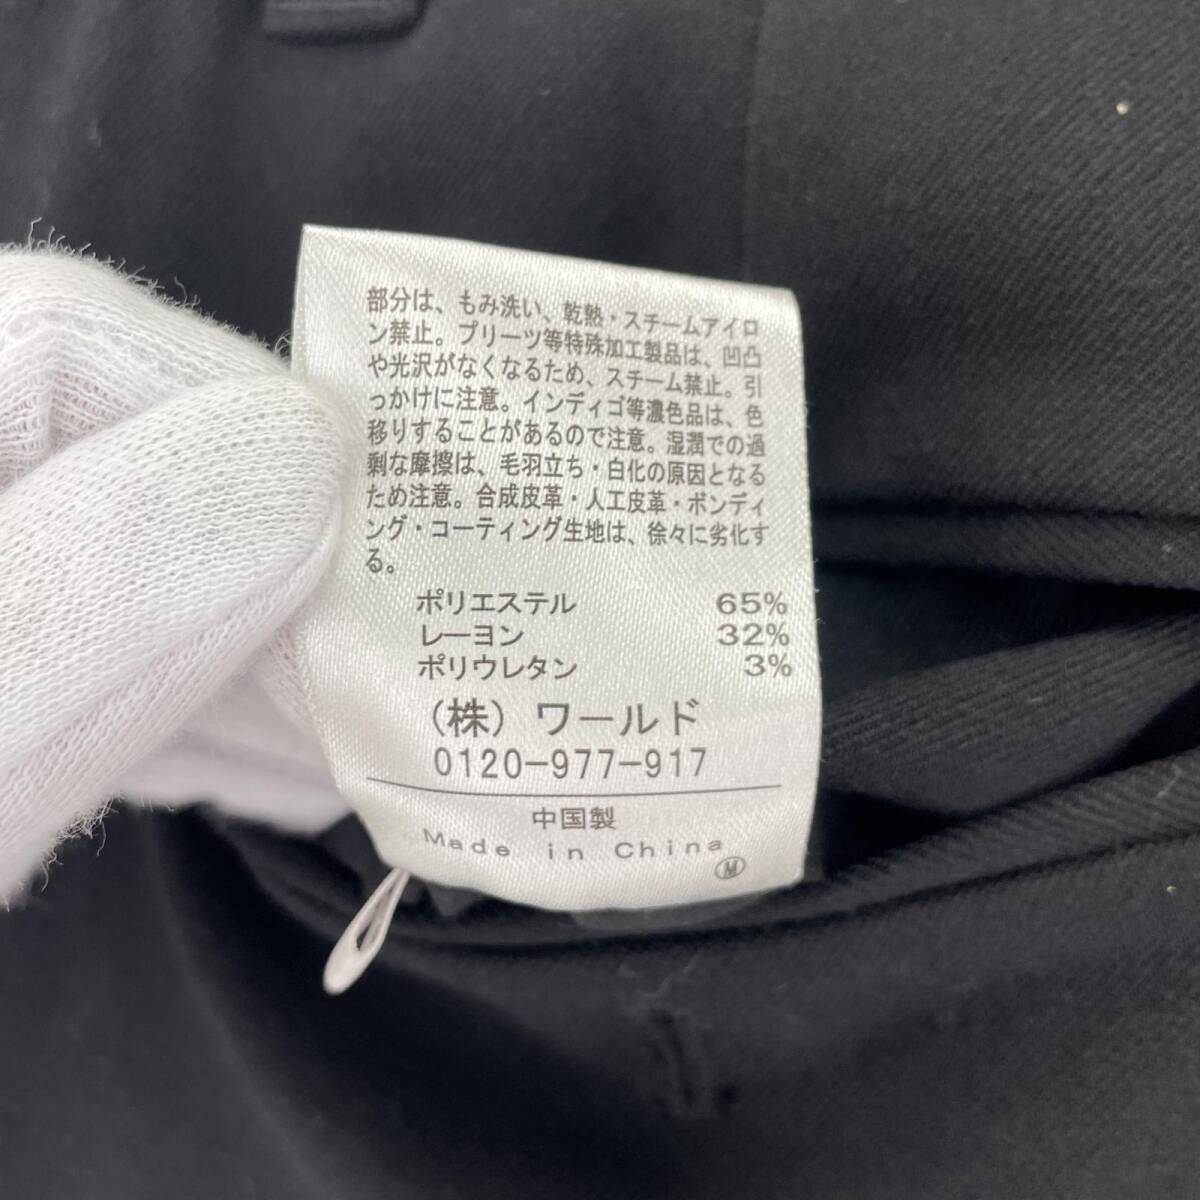 部分は、もみ洗い、乾熱・スチームアイロ
ン禁止。プリーツ等特殊加工製品は、凹凸
や光沢がなくなるため、スチーム禁止。引
っかけに注意。インディゴ等濃色品は、色
移りすることがあるので注意。湿潤での過
剰な摩擦は、毛羽立ち・白化の原因となる
ため注意。合成皮革・人工皮革・ボンディ
ング・コーティング生地は、徐々に劣化す
る。
ポリエステル 65%
レーヨン 32%
ポリウレタン 3%
(株) ワールド
0120-977-917
中国製
Made in China
M